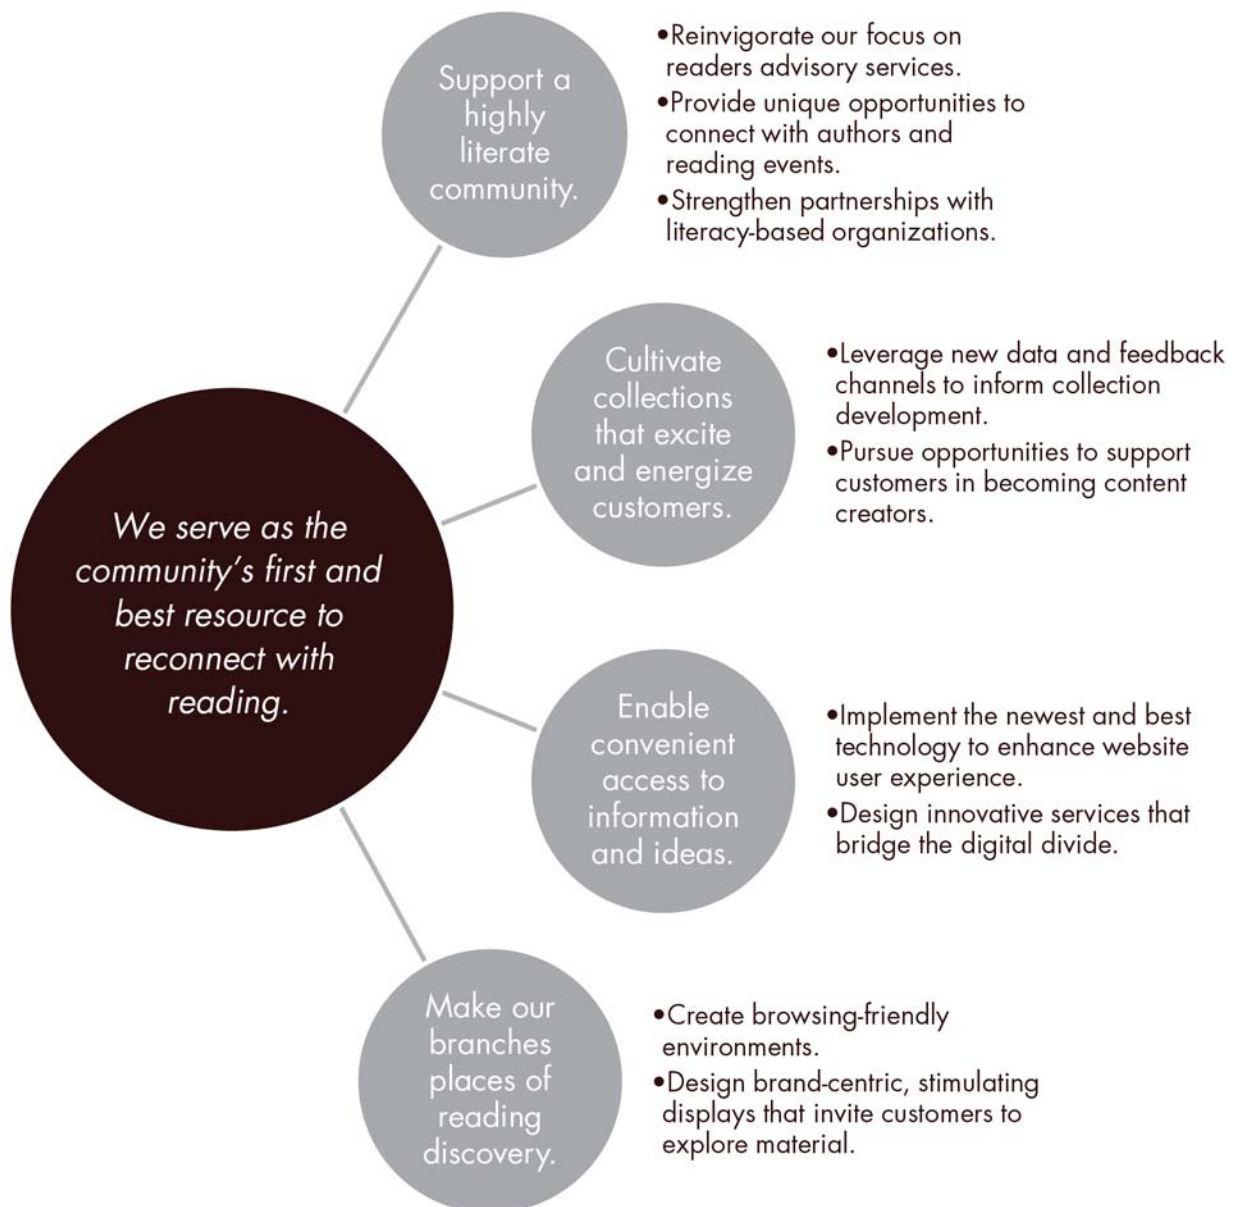 Support a
highly
literate
community.
•Reinvigorate our focus on
readers advisory services.
•Provide unique opportunities to
connect with authors and
reading events.
•Strengthen partnerships with
literacy-based organizations.
Cultivate
collections
that excite
and energize
customers.
•Leverage new data and feedback
channels to inform collection
development.
•Pursue opportunities to support
customers in becoming content
creators.
We serve as the
community’s first and
best resource to
reconnect with
reading.
Enable
convenient
access to
information
and ideas.
•Implement the newest and best
technology to enhance website
user experience.
•Design innovative services that
bridge the digital divide.
Make our
branches
places of
reading
discovery.
•Create browsing-friendly
environments.
•Design brand-centric, stimulating
displays that invite customers to
explore material.